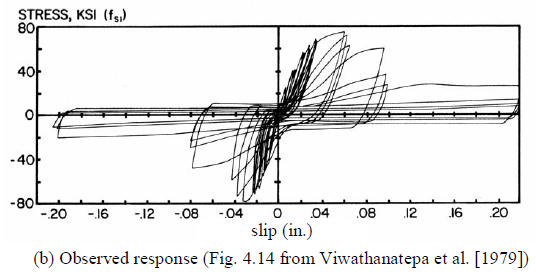 STRESS, KSI (fSI)
80
40
0
-40
-80
-.20 -.16 -.12 -.08 -.04 0 .04 .08 .12 .16 .20
slip (in.)
(b) Observed response (Fig. 4.14 from Viwathanatepa et al. [1979])